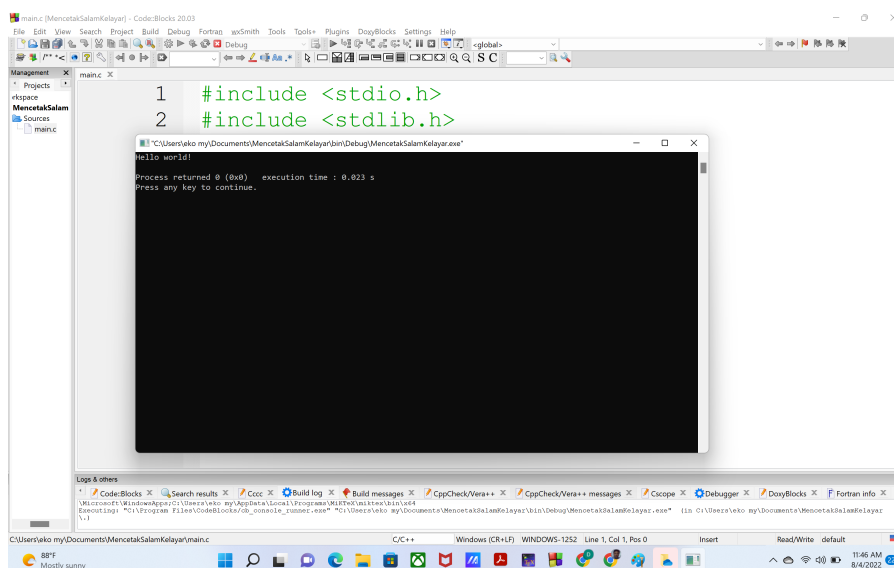 main.c [MencetakSalamKelayar] - Code::Blocks 20.03
File Edit View Search Project Build Debug Fortran wxSmith Tools Tools+ Plugins DoxyBlocks Settings Help
Debug <global>
/** *<
Aa .* S C
Management X
main.c X
Projects
rkspace
MencetakSalam
Sources
main.c
1 #include <stdio.h>
2 #include <stdlib.h>
"C:\Users\eko my\Documents\MencetakSalamKelayar\bin\Debug\MencetakSalamKelayar.exe"
Hello world!
Process returned 0 (0x0) execution time : 0.023 s
Press any key to continue.
Logs & others
Code::Blocks X Search results X Cccc X Build log X Build messages X CppCheck/Vera++ X CppCheck/Vera++ messages X Cscope X Debugger X DoxyBlocks X Fortran info X
\Microsoft\WindowsApps;C:\Users\eko my\AppData\Local\Programs\MiKTeX\miktex\bin\x64
Executing: "C:\Program Files\CodeBlocks/cb_console_runner.exe" "C:\Users\eko my\Documents\MencetakSalamKelayar\bin\Debug\MencetakSalamKelayar.exe" (in C:\Users\eko my\Documents\MencetakSalamKelayar
\.)
C:\Users\eko my\Documents\MencetakSalamKelayar\main.c C/C++ Windows (CR+LF) WINDOWS-1252 Line 1, Col 1, Pos 0 Insert Read/Write default
88°F
Mostly sunny
11:46 AM
8/4/2022